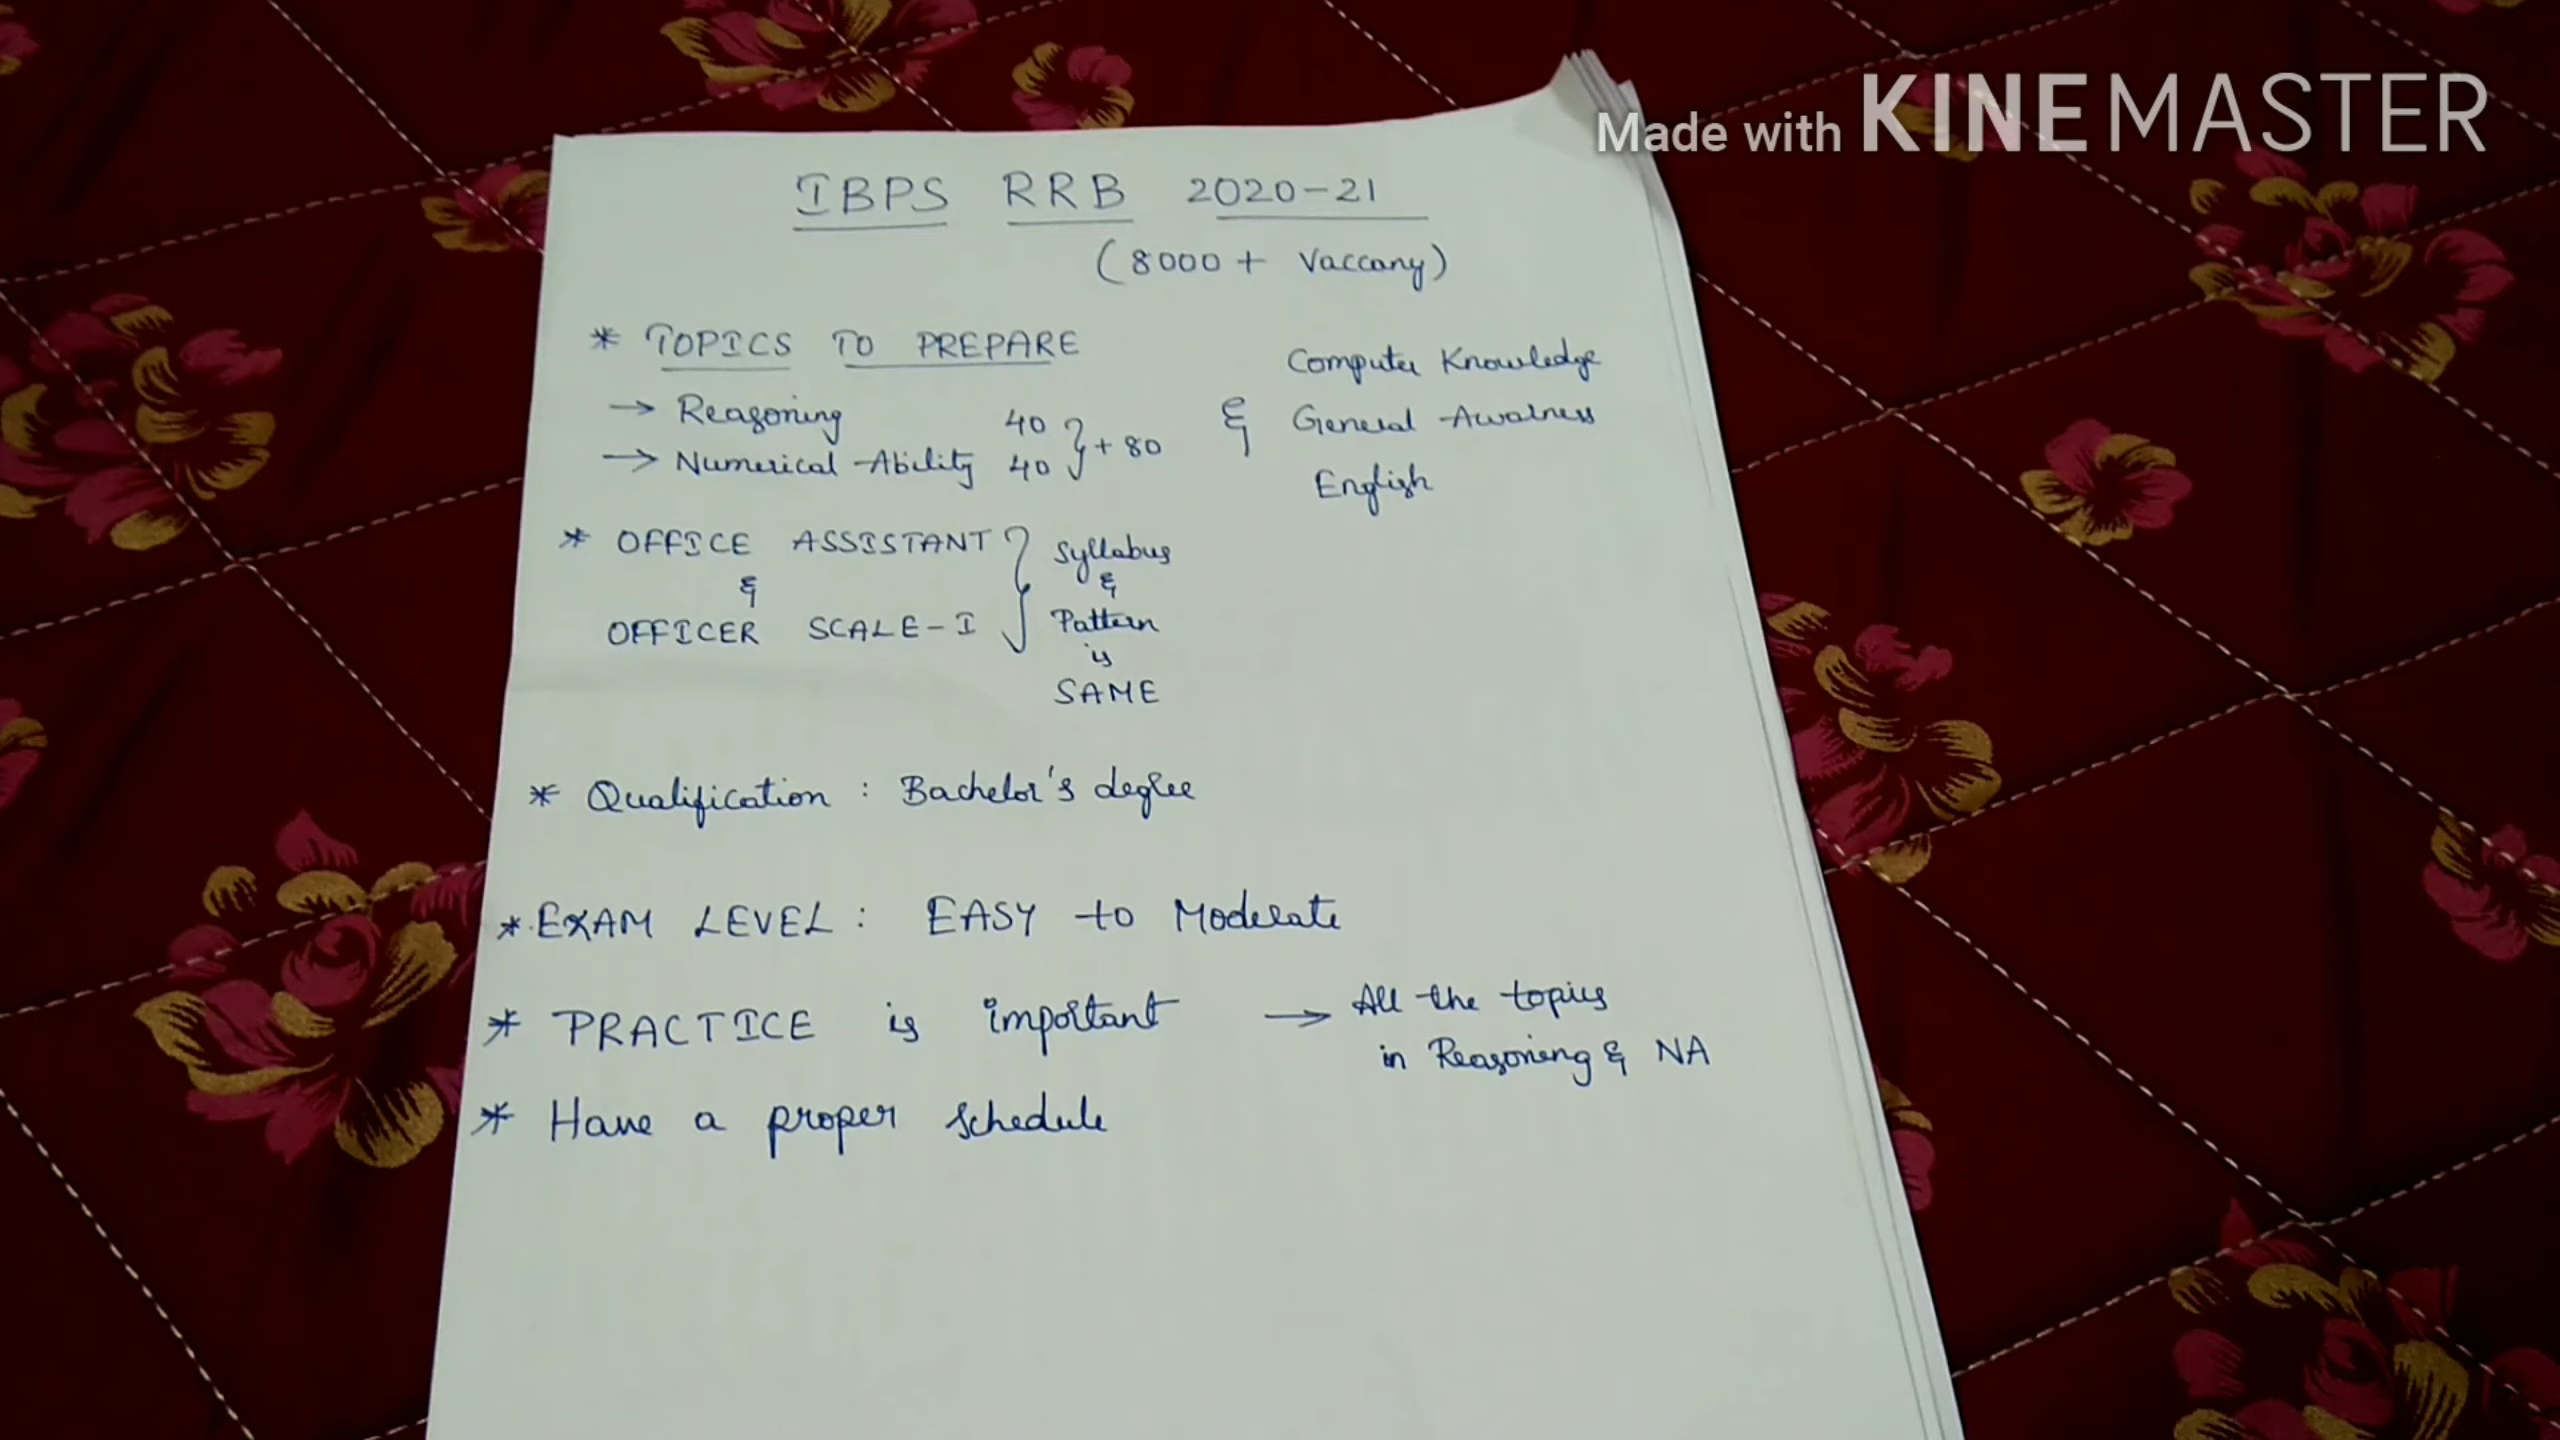 Made with KINEMASTER
IBPS RRB 2020-21
(8000+ Vaccany)
* TOPICS TO PREPARE
→ Reasoning 40
→ Numerical Ability 40 } + 80
& Computer Knowledge
General Awarness
English
* OFFICE ASSISTANT
&
OFFICER SCALE-I
} Syllabus
&
Pattern
is
SAME
* Qualification : Bachelor's degree
* EXAM LEVEL : EASY to Moderate
* PRACTICE is important → All the topics
in Reasoning & NA
* Have a proper schedule